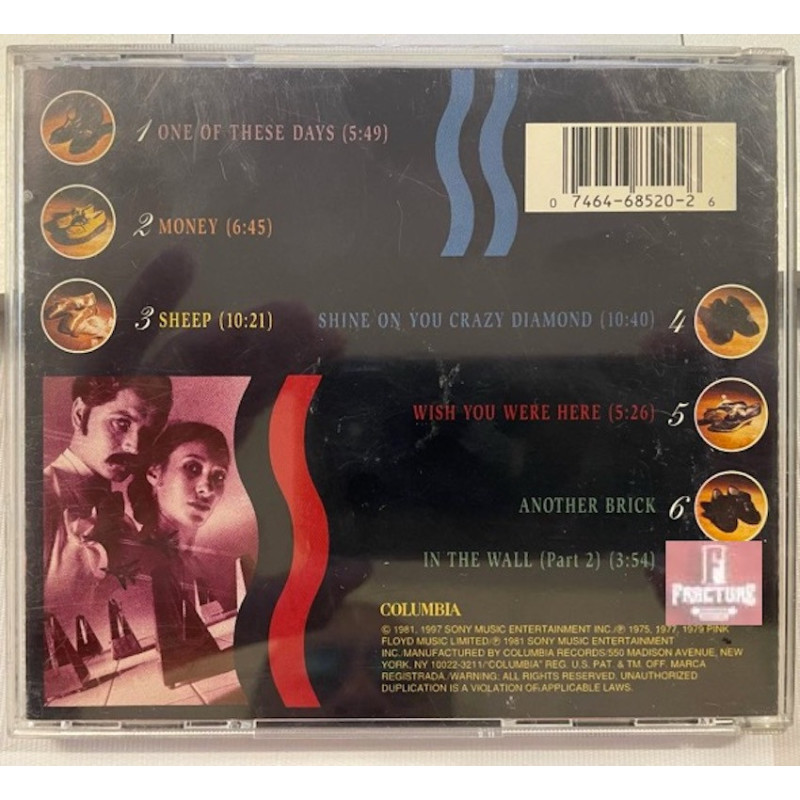 1 ONE OF THESE DAYS (5:49)
2 MONEY (6:45)
3 SHEEP (10:21)
SHINE ON YOU CRAZY DIAMOND (10:40) 4
WISH YOU WERE HERE (5:26) 5
ANOTHER BRICK 6
IN THE WALL (Part 2) (3:54)
0 7464-68520-2 6
F
FRACTURE
COLUMBIA
© 1981, 1997 SONY MUSIC ENTERTAINMENT INC./℗ 1975, 1977, 1979 PINK
FLOYD MUSIC LIMITED/℗ 1981 SONY MUSIC ENTERTAINMENT
INC./MANUFACTURED BY COLUMBIA RECORDS/550 MADISON AVENUE, NEW
YORK, NY 10022-3211/"COLUMBIA" REG. U.S. PAT. & TM. OFF. MARCA
REGISTRADA./WARNING: ALL RIGHTS RESERVED. UNAUTHORIZED
DUPLICATION IS A VIOLATION OF APPLICABLE LAWS.